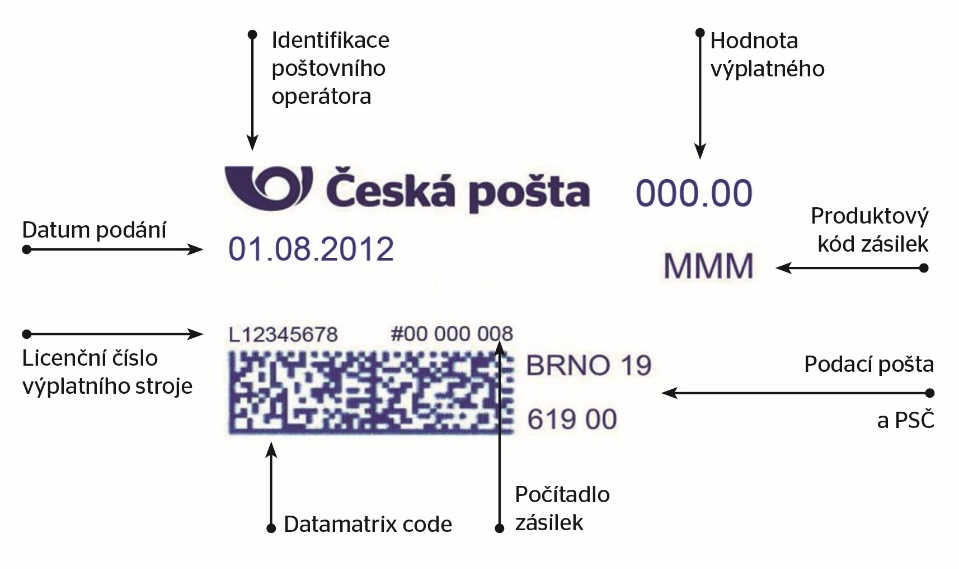 Identifikace
poštovního
operátora
Hodnota
výplatného
Česká pošta
000.00
Datum podání
01.08.2012
Produktový
kód zásilek
MMM
L12345678 #00 000 008
Licenční číslo
výplatního stroje
BRNO 19
619 00
Podací pošta
a PSČ
Datamatrix code
Počítadlo
zásilek